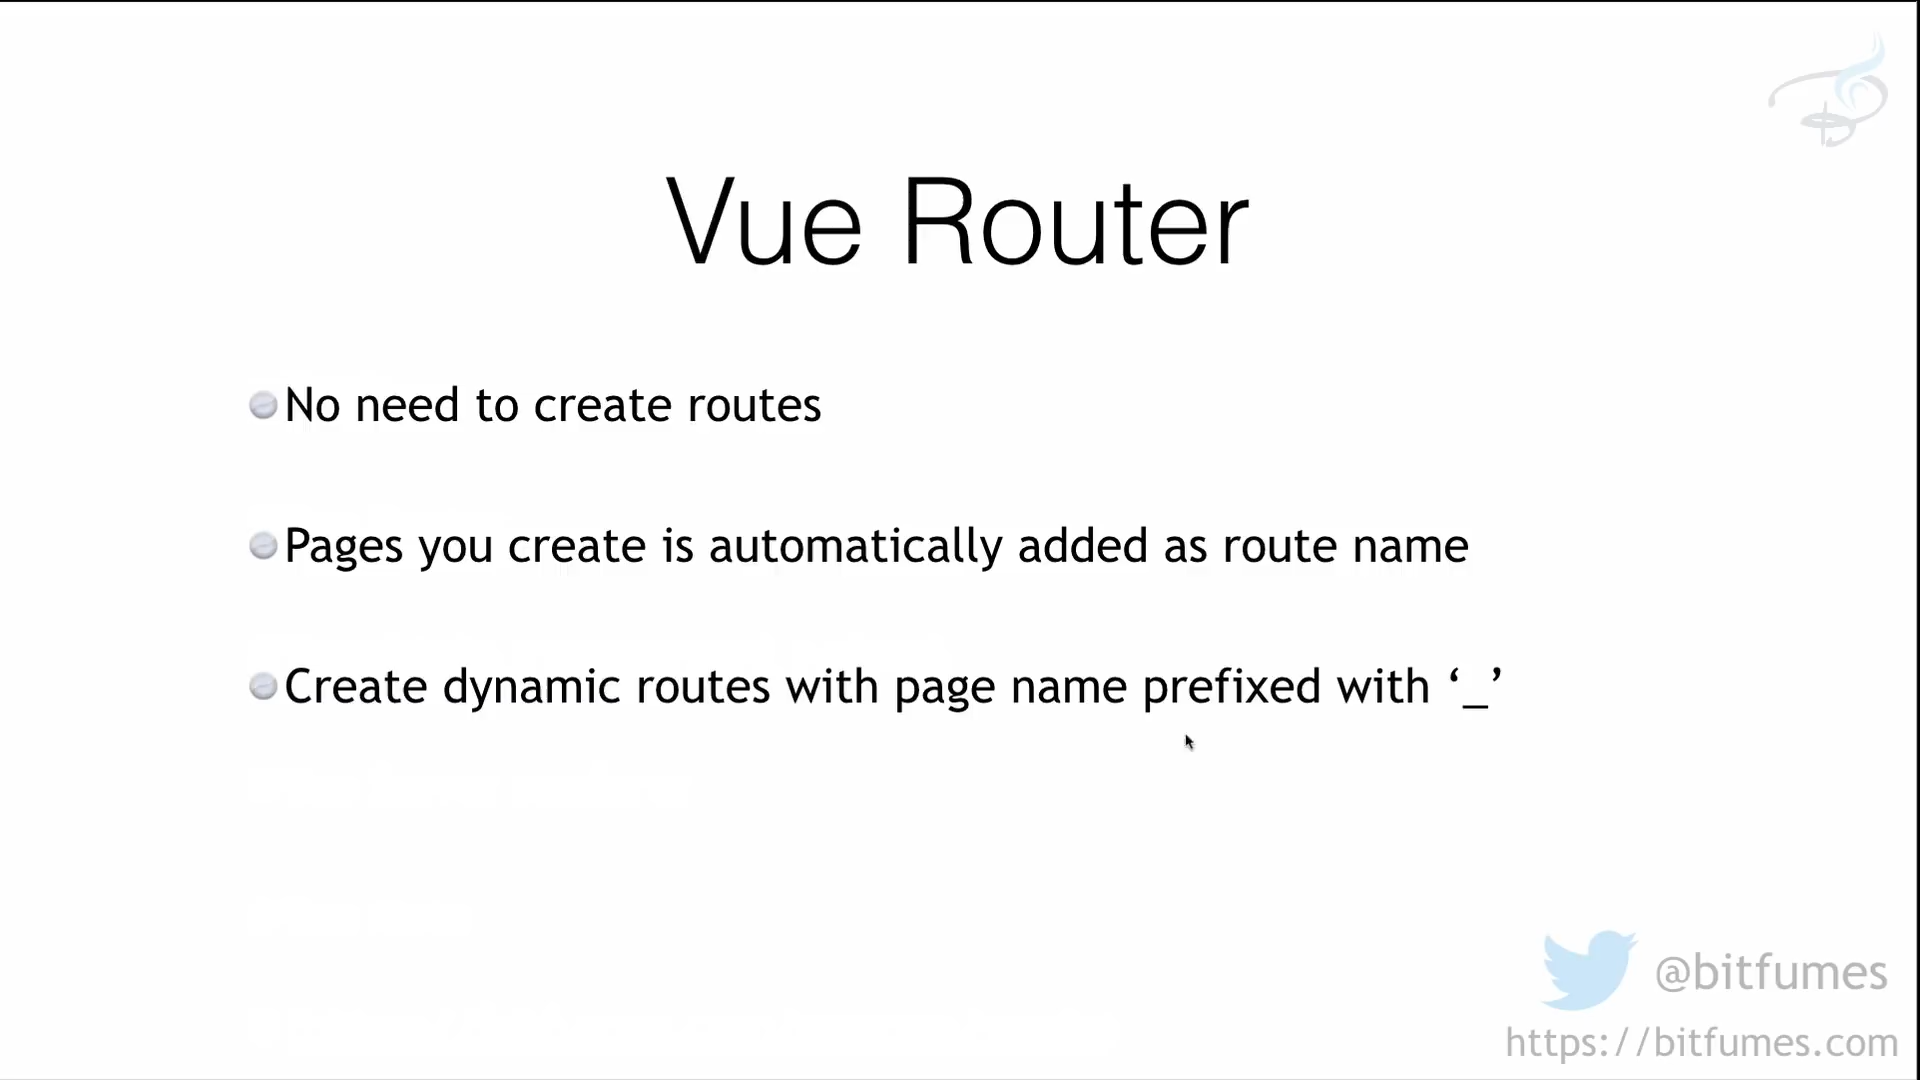 Vue Router
No need to create routes
Pages you create is automatically added as route name
Create dynamic routes with page name prefixed with ‘_’
@bitfumes
https://bitfumes.com